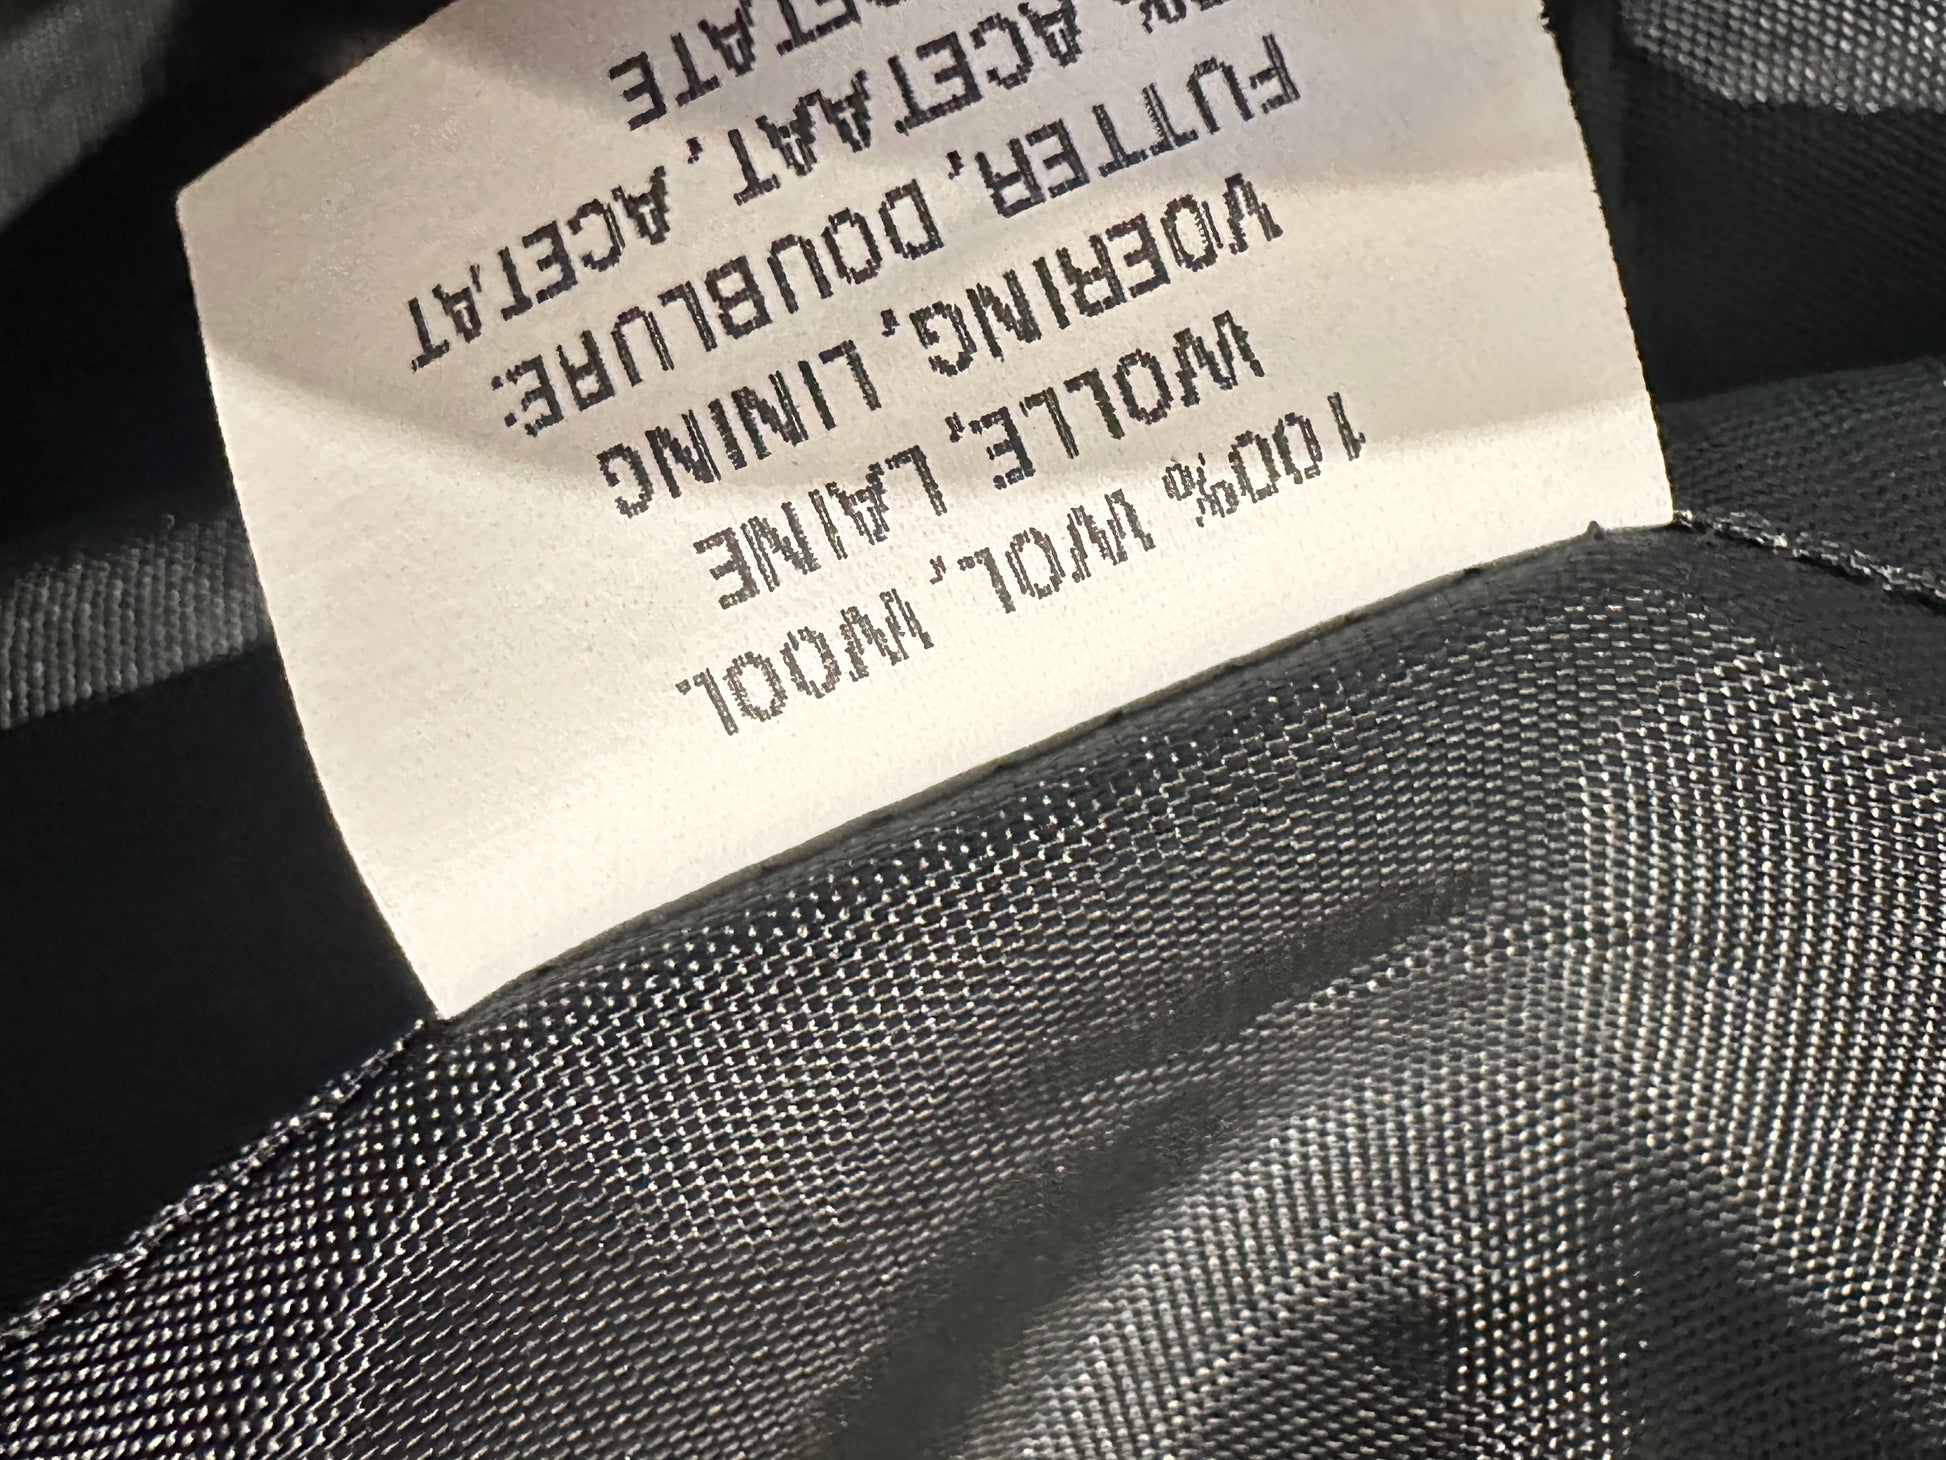 100% WOL, WOOL.
WOLLE, LAINE
VOERING, LINING
FUTTER, DOUBLURE:
% ACETAAT, ACETAT
ACETATE